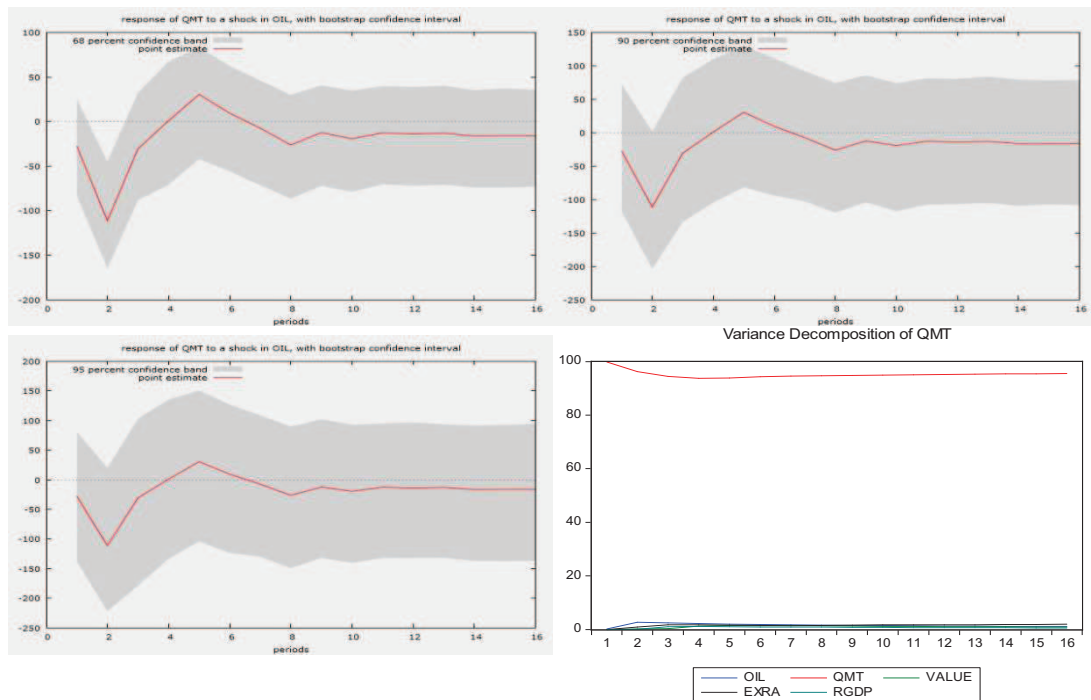 response of QMT to a shock in OIL, with bootstrap confidence interval
68 percent confidence band
point estimate
100
50
0
-50
-100
-150
-200
0 2 4 6 8 10 12 14 16
periods
response of QMT to a shock in OIL, with bootstrap confidence interval
90 percent confidence band
point estimate
150
100
50
0
-50
-100
-150
-200
-250
0 2 4 6 8 10 12 14 16
periods
response of QMT to a shock in OIL, with bootstrap confidence interval
95 percent confidence band
point estimate
200
150
100
50
0
-50
-100
-150
-200
-250
0 2 4 6 8 10 12 14 16
periods
Variance Decomposition of QMT
100
80
60
40
20
0
1 2 3 4 5 6 7 8 9 10 11 12 13 14 15 16
OIL QMT VALUE
EXRA RGDP